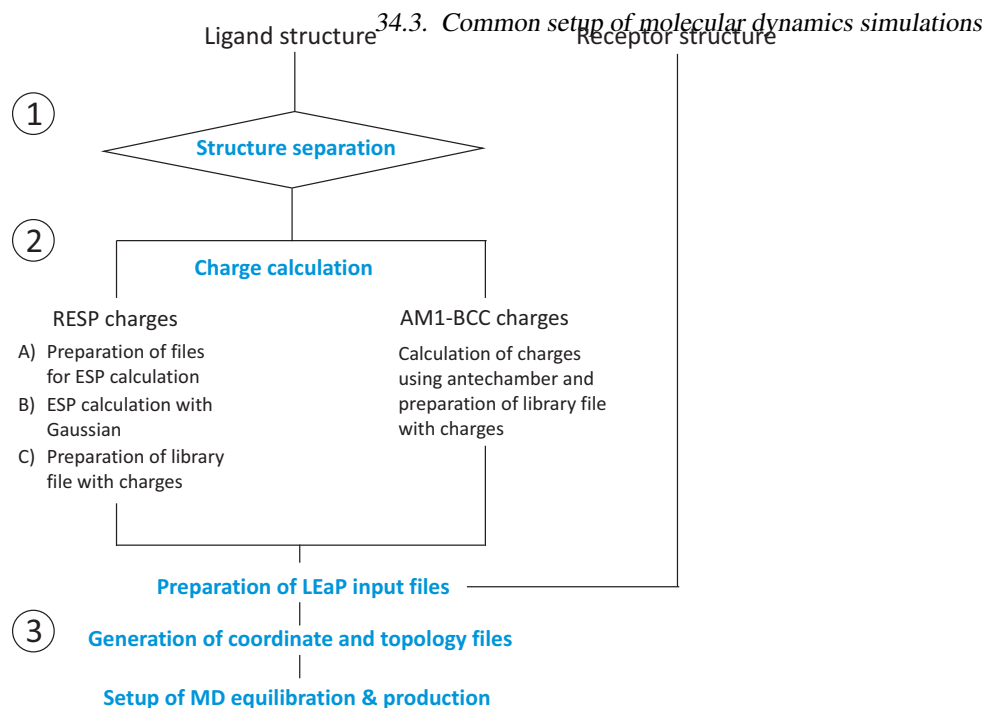 34.3. Common setup of molecular dynamics simulations
Ligand structure
Receptor structure
1
Structure separation
2
Charge calculation
RESP charges
A) Preparation of files
for ESP calculation
B) ESP calculation with
Gaussian
C) Preparation of library
file with charges
AM1-BCC charges
Calculation of charges
using antechamber and
preparation of library file
with charges
Preparation of LEaP input files
3
Generation of coordinate and topology files
Setup of MD equilibration & production